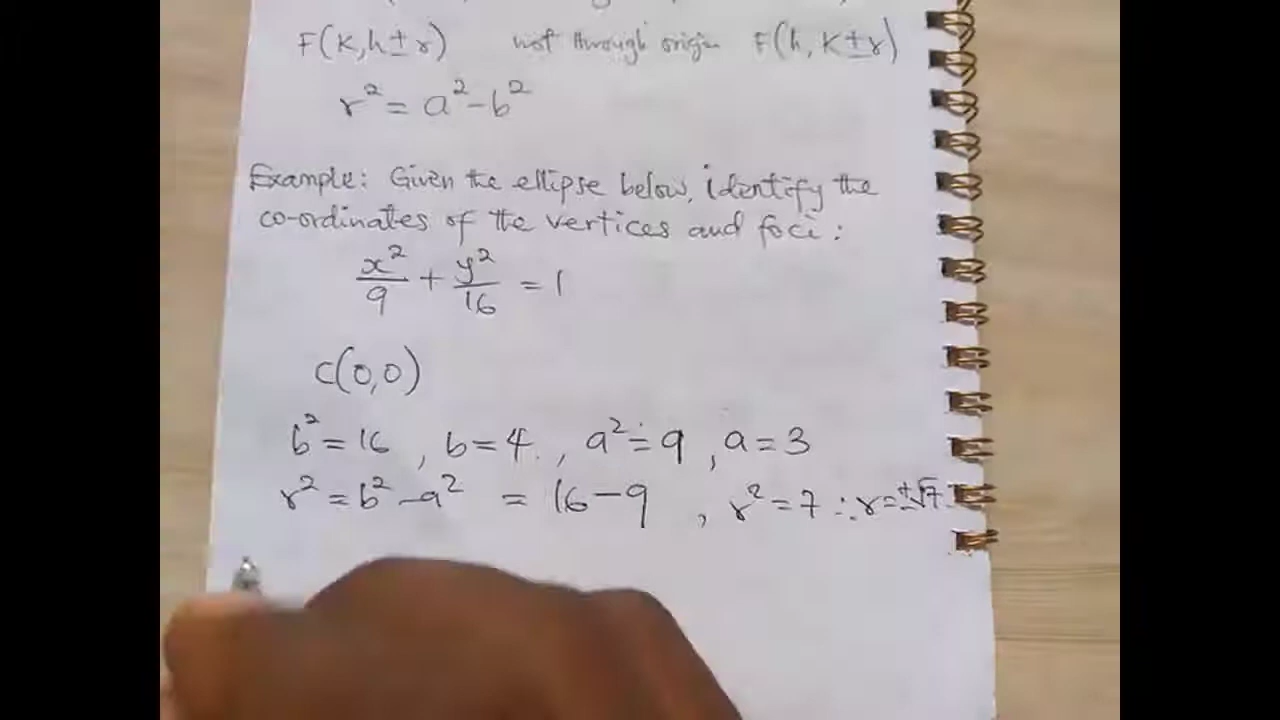 F(K,h±r) not through origin F(h,K±r)
r² = a² - b²
Example: Given the ellipse below, identify the
co-ordinates of the vertices and foci:
x²/9 + y²/16 = 1
C(0,0)
b² = 16, b = 4, a² = 9, a = 3
r² = b² - a² = 16 - 9, r² = 7 ∴ r = ±√7